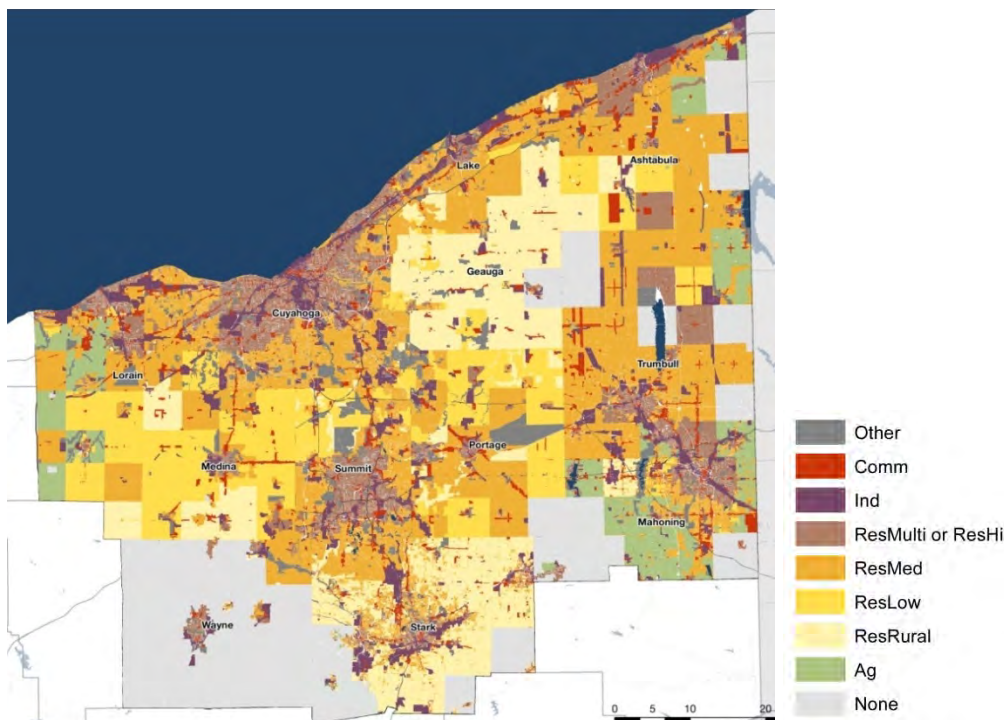 Lake
Ashtabula
Geauga
Cuyahoga
Trumbull
Lorain
Portage
Medina
Summit
Mahoning
Wayne
Stark
0 5 10 20
Other
Comm
Ind
ResMulti or ResHi
ResMed
ResLow
ResRural
Ag
None